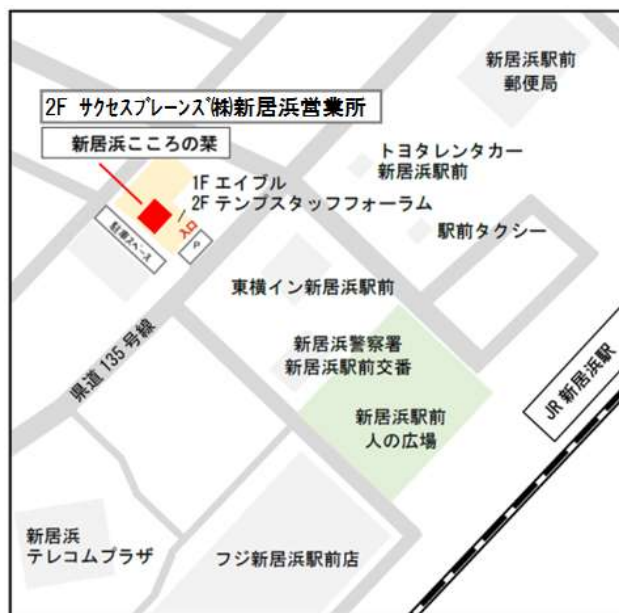 新居浜駅前
郵便局
2F サクセスブレーンズ㈱新居浜営業所
新居浜こころの栞
トヨタレンタカー
新居浜駅前
1F エイブル
2F テンプスタッフフォーラム
入口
駐車スペース
駅前タクシー
東横イン新居浜駅前
新居浜警察署
新居浜駅前交番
県道135号線
JR新居浜駅
新居浜駅前
人の広場
新居浜
テレコムプラザ
フジ新居浜駅前店